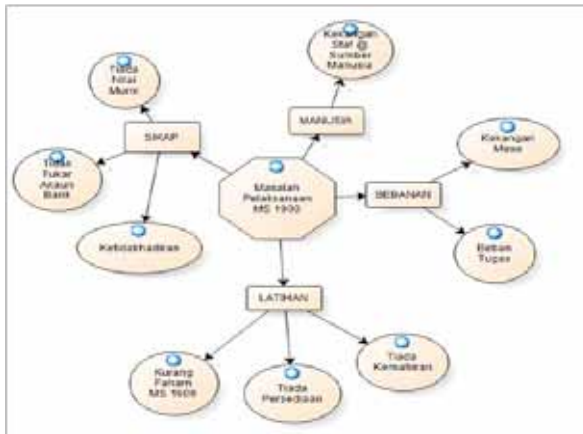 Kekangan
Staf @
Sumber
Manusia
Tiada
Nilai
Murni
MANUSIA
SIKAP
Kekangan
Masa
Tidak
Tukar
Akaun
Bank
Masalah
Pelaksanaan
MS 1900
BEBANAN
Ketidakhadiran
Beban
Tugas
LATIHAN
Kurang
Faham
MS 1900
Tiada
Persediaan
Tiada
Kemahiran